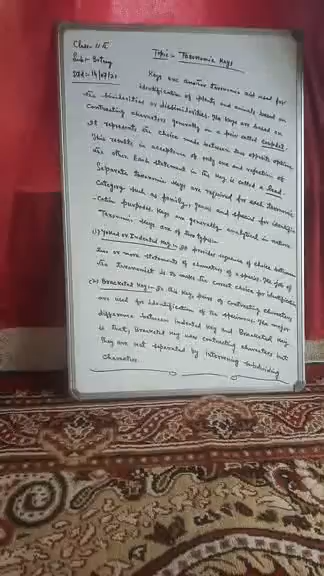 Class- 11 E
Topic:- Taxonomic Keys
Sub:- Botany
Keys are another taxonomic aid used for
identification of plants and animals based on
the similarities or dissimilarities. The keys are based on
Contrasting characters generally in a pair called couplet.
It represents the choice made between two opposite options.
This results in acceptance of only one and rejection of
the other. Each statement in the key is called a Lead.
Separate taxonomic Keys are required for each taxonomic
Category such as family, genus and species for identifi-
-cation purposes. Keys are generally analytical in nature.
Taxonomic Keys are of two types:-
(i) Yoked or Indented Key:- It provides sequence of choice between
two or more statements of characters of a species. The job of
the taxonomist is to make the correct choice for identification.
(ii) Bracketed Key:- In this Key pairs of contrasting characters
are used for identification of the specimens. The major
difference between indented Key and Bracketed Key
is that, Bracketed Key uses contrasting characters but
they are not separated by intervening subdividing
Characters.